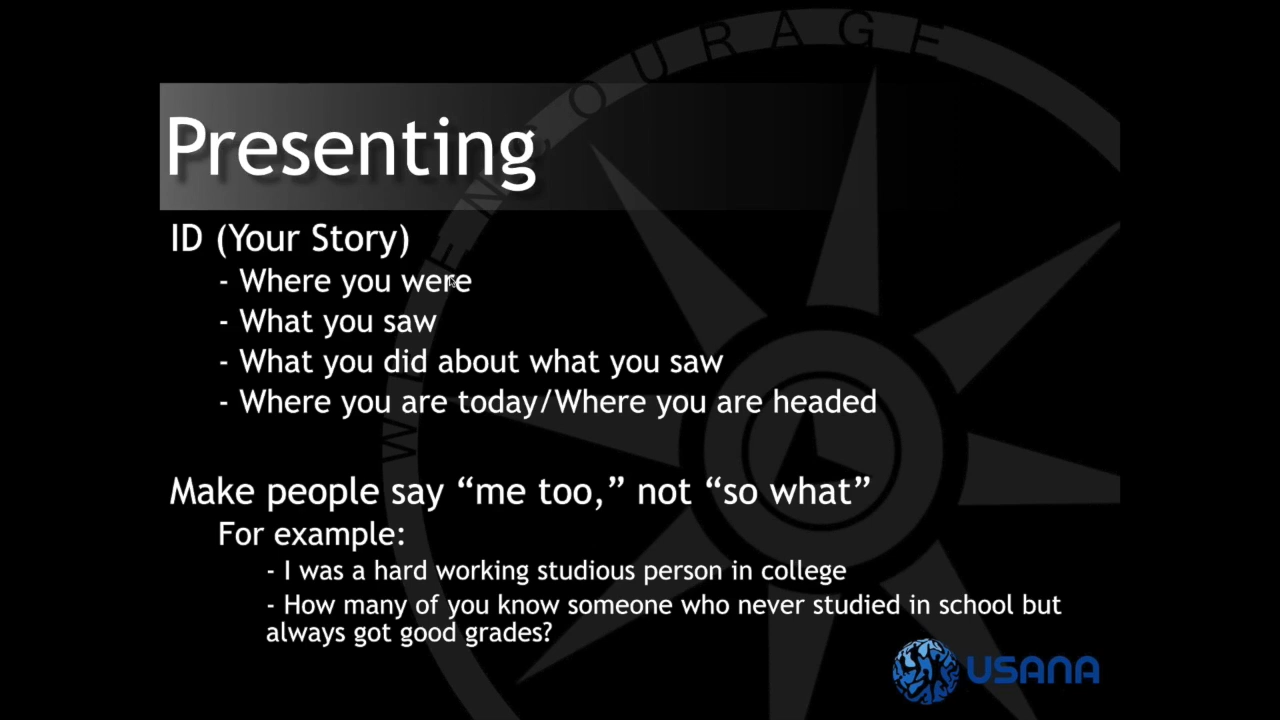 WE ENCOURAGE
Presenting
ID (Your Story)
- Where you were
- What you saw
- What you did about what you saw
- Where you are today/Where you are headed
Make people say “me too,” not “so what”
For example:
- I was a hard working studious person in college
- How many of you know someone who never studied in school but
always got good grades?
USANA